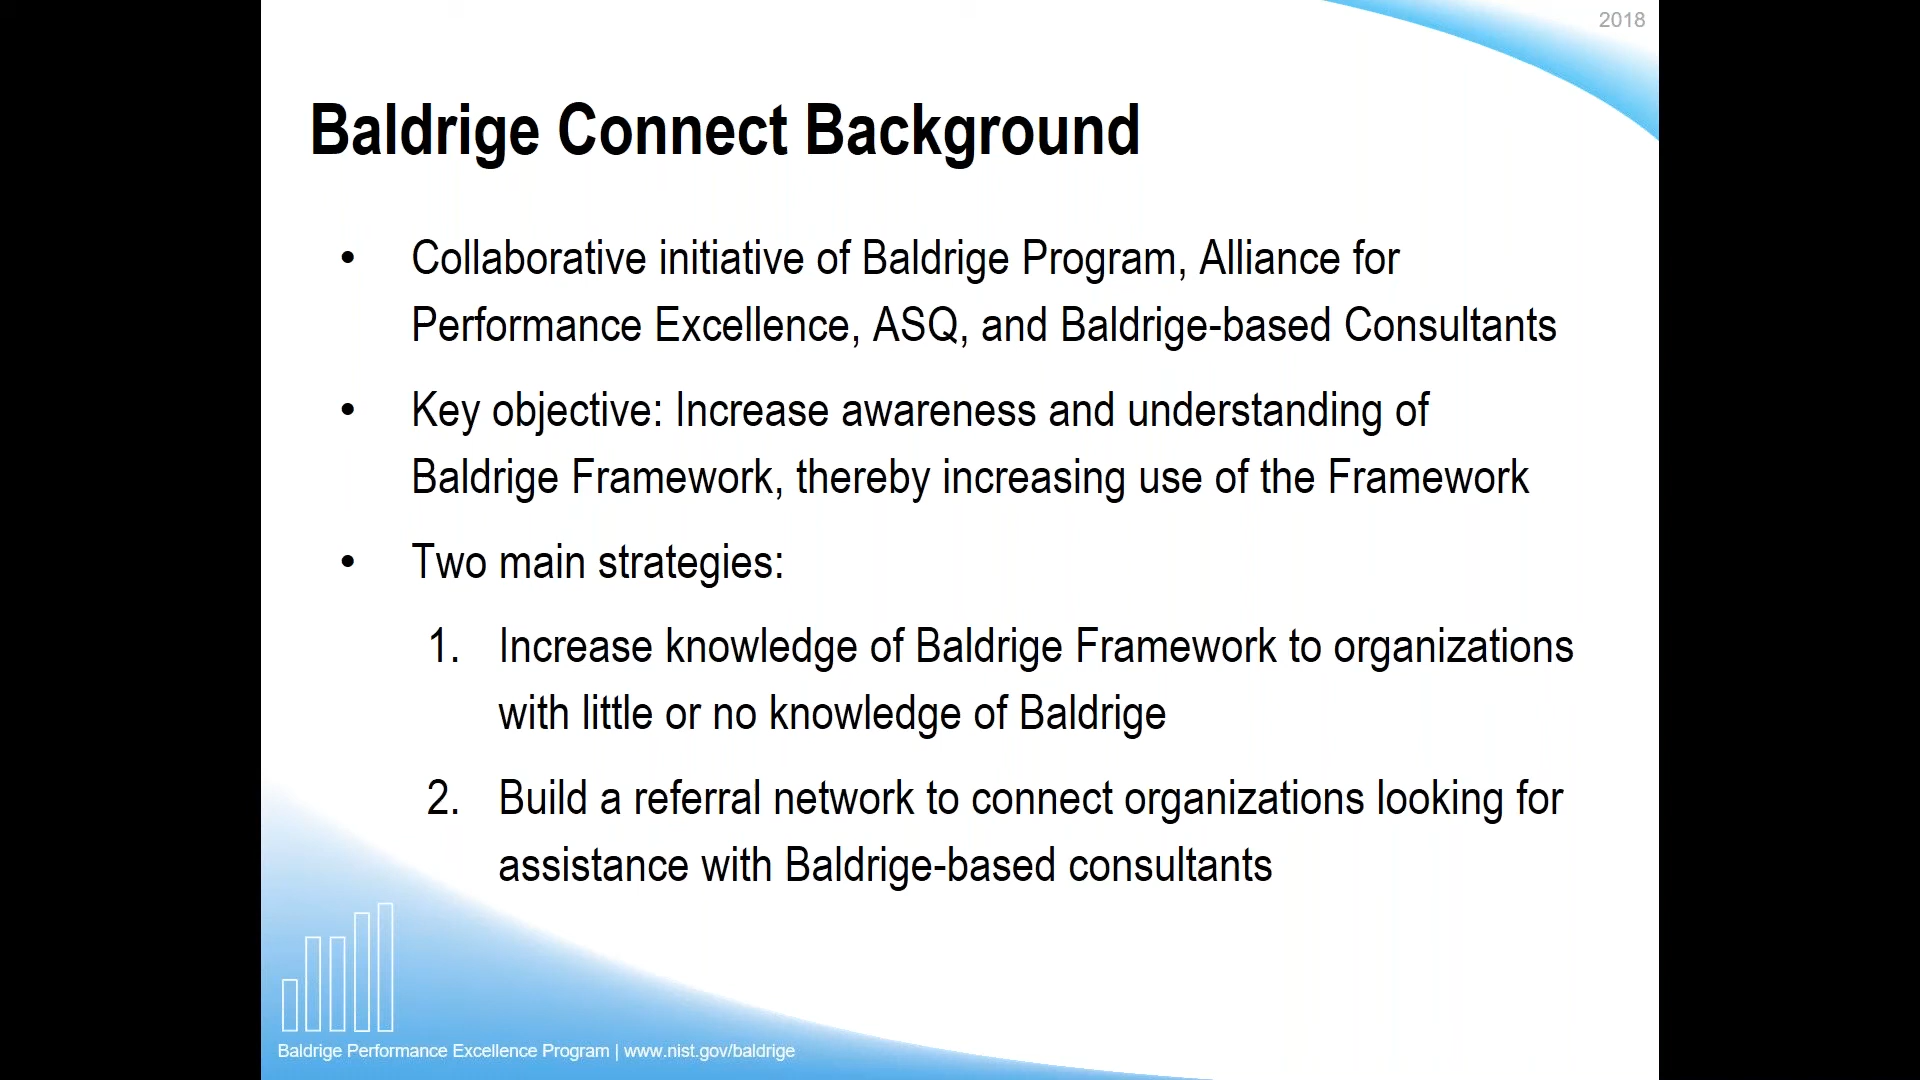 2018
Baldrige Connect Background
• Collaborative initiative of Baldrige Program, Alliance for
Performance Excellence, ASQ, and Baldrige-based Consultants
• Key objective: Increase awareness and understanding of
Baldrige Framework, thereby increasing use of the Framework
• Two main strategies:
1. Increase knowledge of Baldrige Framework to organizations
with little or no knowledge of Baldrige
2. Build a referral network to connect organizations looking for
assistance with Baldrige-based consultants
Baldrige Performance Excellence Program | www.nist.gov/baldrige